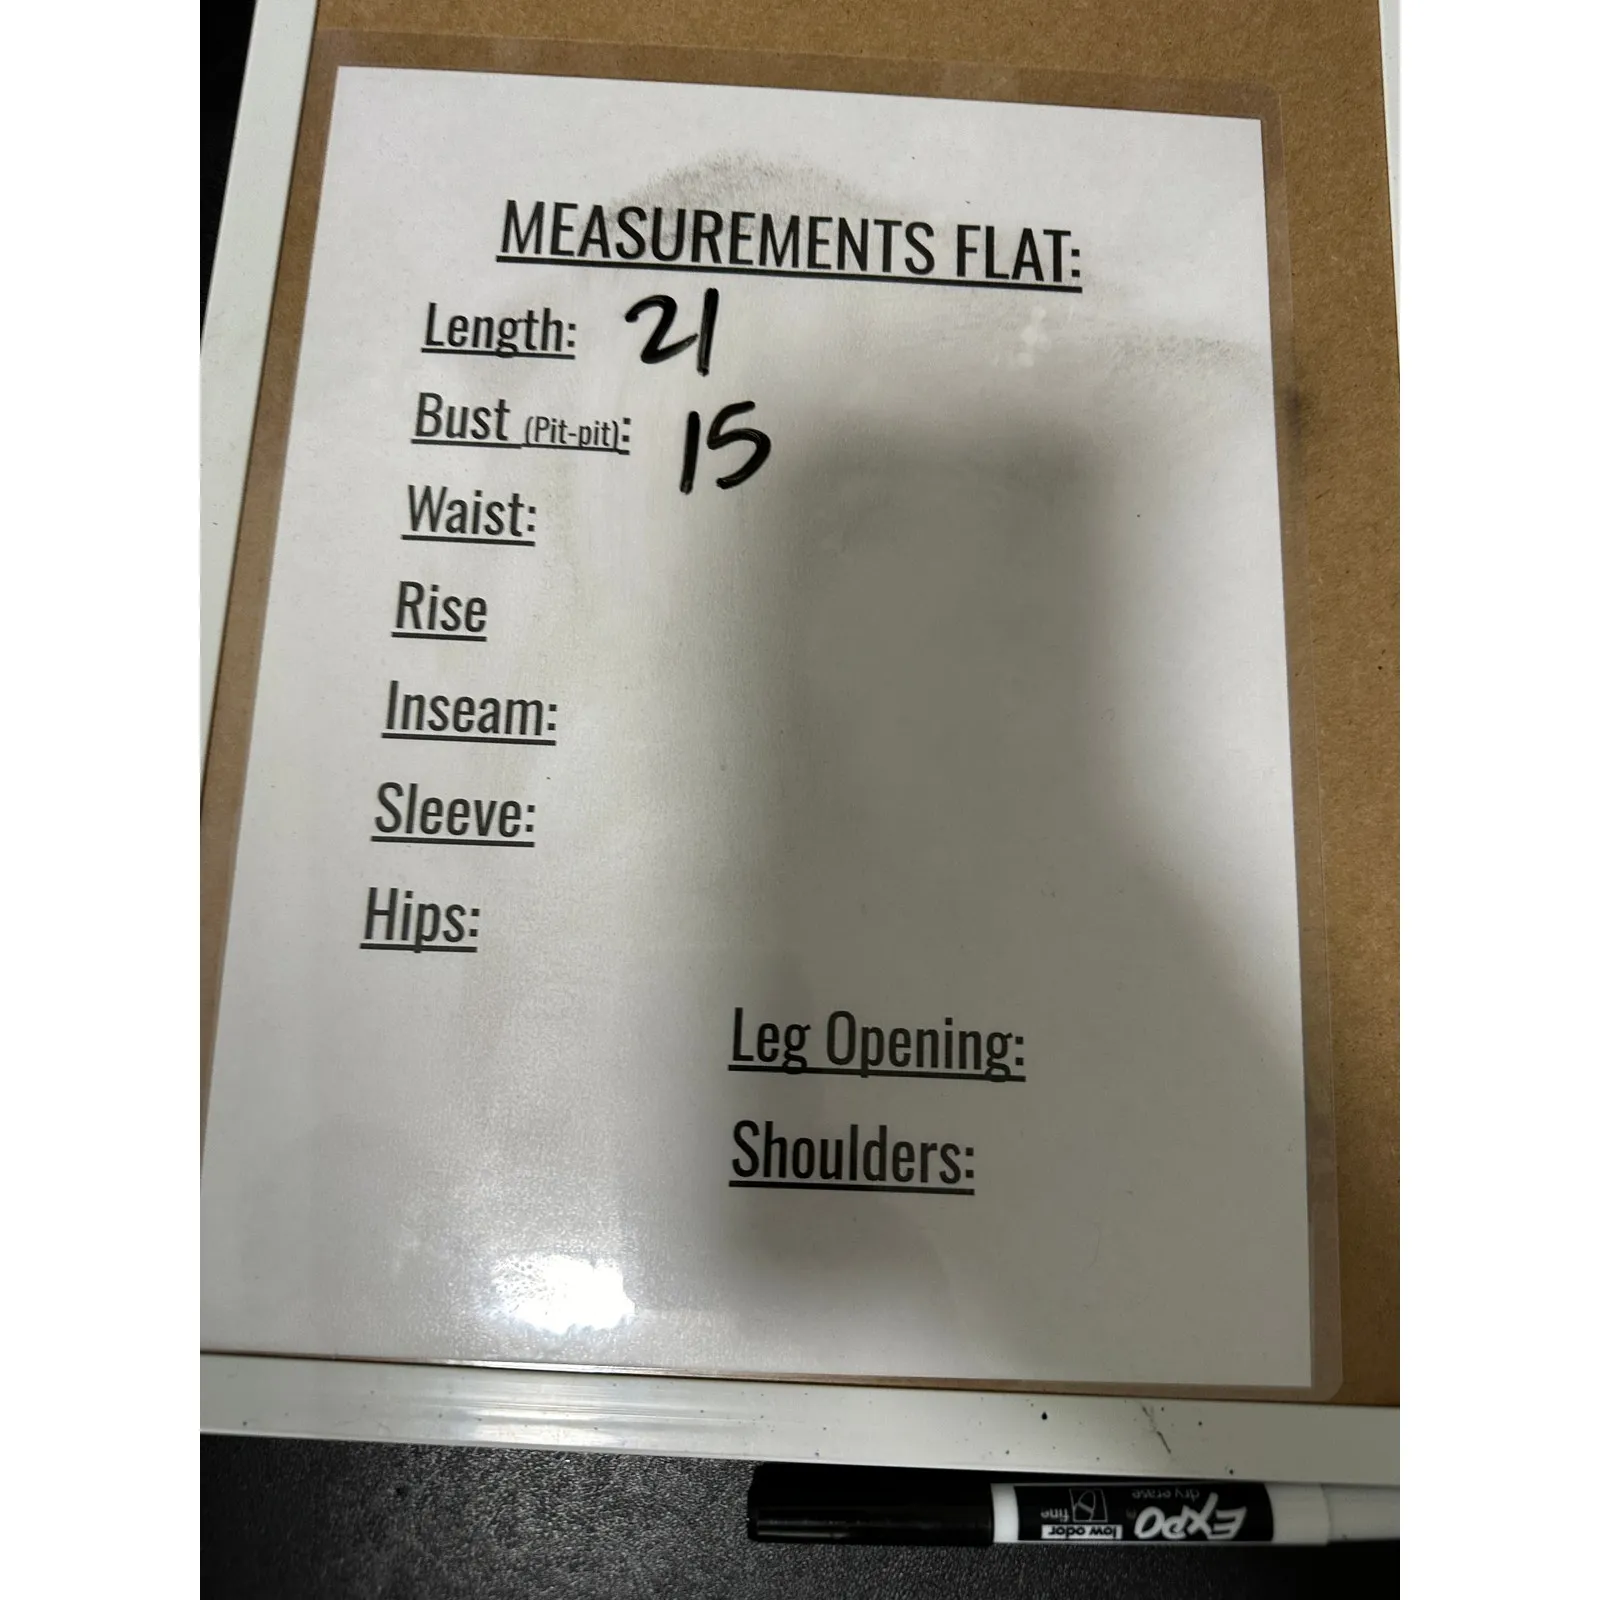 MEASUREMENTS FLAT:
Length: 21
Bust (Pit-pit): 15
Waist:
Rise
Inseam:
Sleeve:
Hips:
Leg Opening:
Shoulders:
EXPO
dry erase
low odor
fine